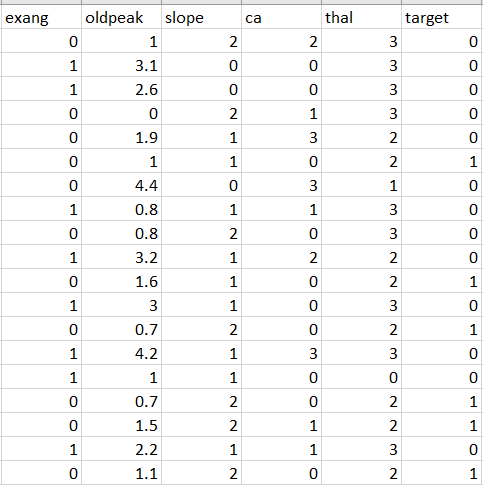 exang oldpeak slope ca thal target
0 1 2 2 3 0
1 3.1 0 0 3 0
1 2.6 0 0 3 0
0 0 2 1 3 0
0 1.9 1 3 2 0
0 1 1 0 2 1
0 4.4 0 3 1 0
1 0.8 1 1 3 0
0 0.8 2 0 3 0
1 3.2 1 2 2 0
0 1.6 1 0 2 1
1 3 1 0 3 0
0 0.7 2 0 2 1
1 4.2 1 3 3 0
1 1 1 0 0 0
0 0.7 2 0 2 1
0 1.5 2 1 2 1
1 2.2 1 1 3 0
0 1.1 2 0 2 1